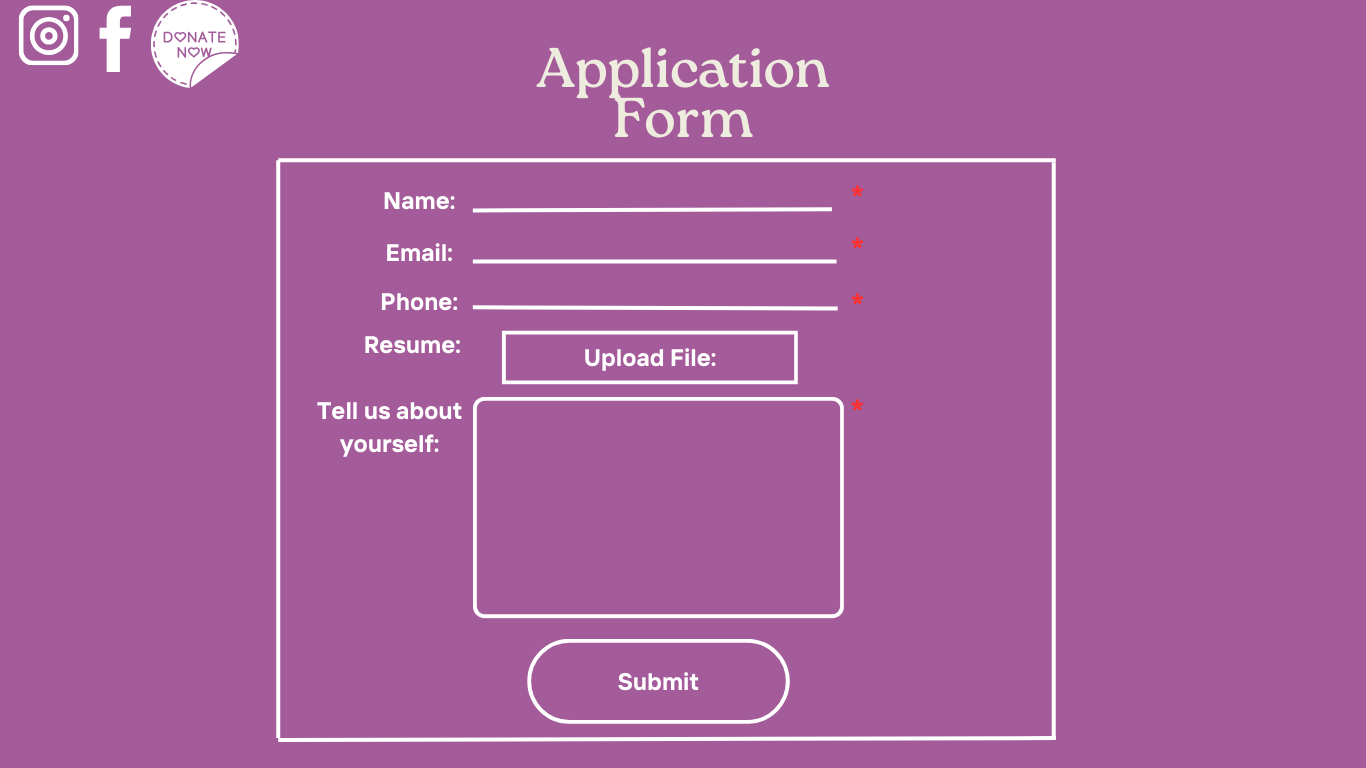 DONATE
NOW
Application
Form
Name:
*
Email:
*
Phone:
*
Resume:
Upload File:
Tell us about
yourself:
*
Submit